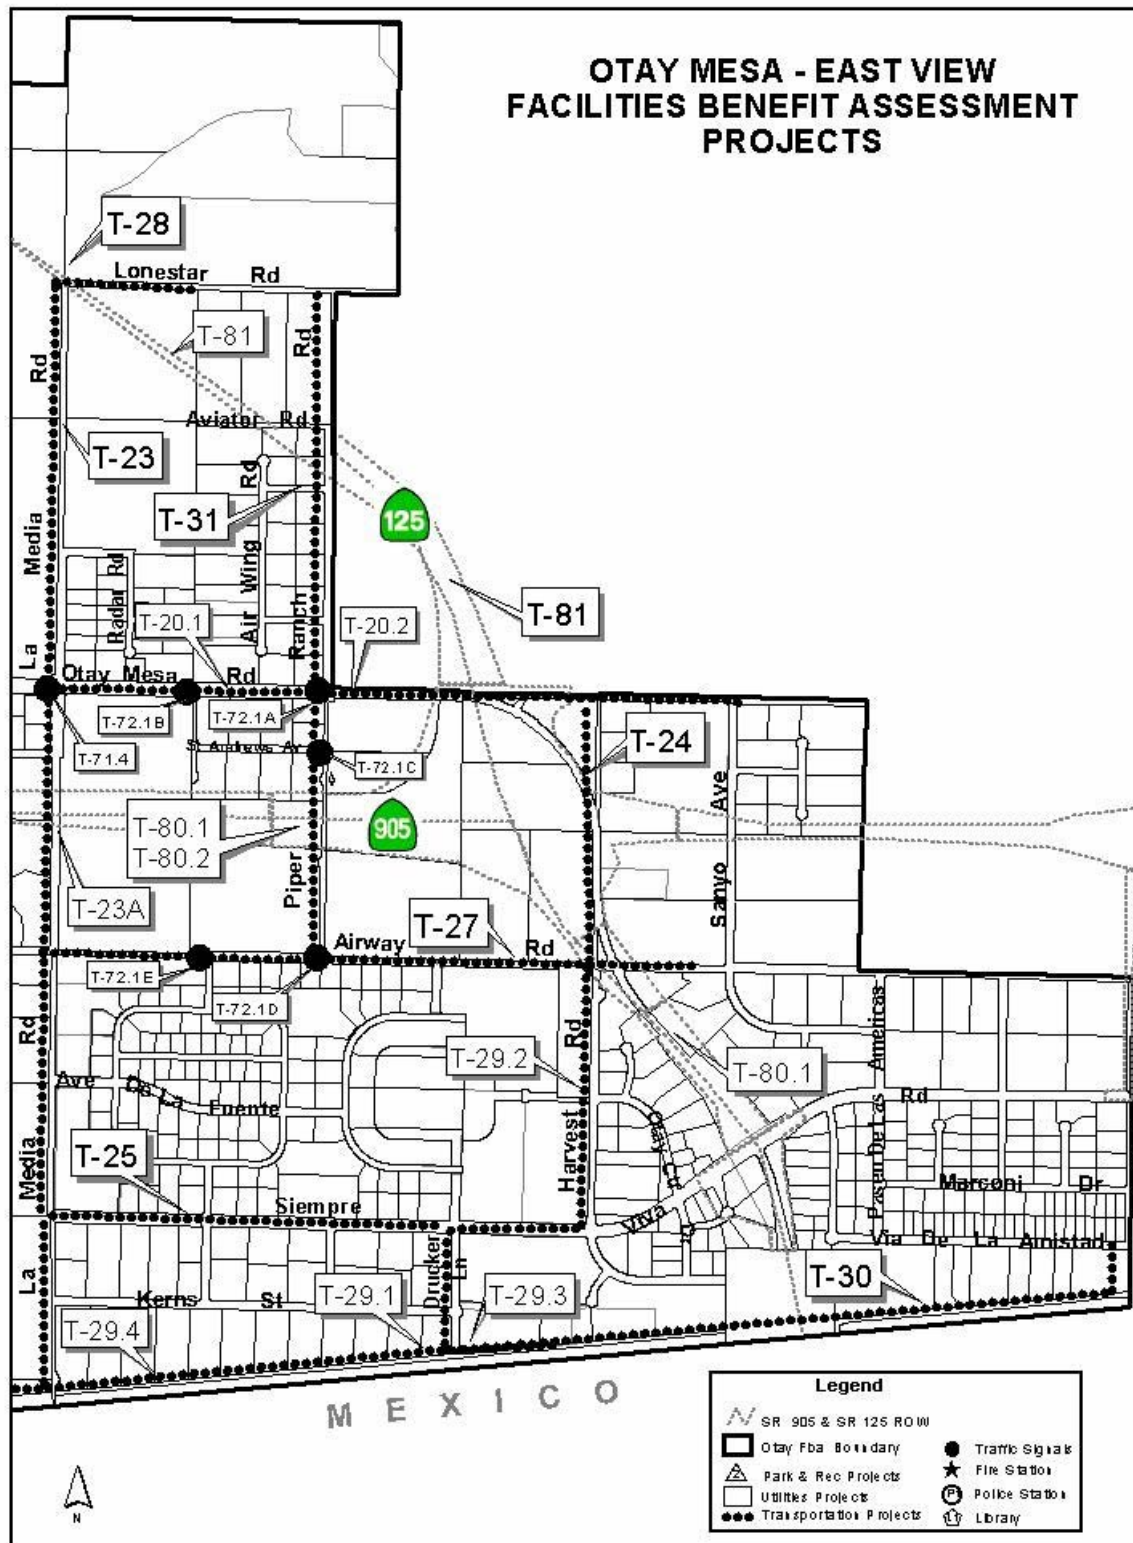 OTAY MESA - EAST VIEW
FACILITIES BENEFIT ASSESSMENT
PROJECTS
T-28
Lonestar Rd
T-81
Rd
Rd
Aviator Rd
T-23
Rd
T-31
125
Media
Radar Rd
Air Wing
T-81
T-20.1
Ranch
T-20.2
La
Otay Mesa Rd
T-72.1B
T-72.1A
T-24
T-71.4
St Andrews Av
T-72.1C
Sanyo Ave
T-80.1
T-80.2
905
Piper
T-23A
T-27
Airway Rd
T-72.1E
T-72.1D
Paseo De Las Americas
Rd
T-29.2
Rd
T-80.1
Ave De La Fuente
Rd
Harvest
Media
T-25
Marconi Dr
Siempre
Viva
Via De La Amistad
Drucker Ln
La
Kerns St
T-29.1
T-29.3
T-30
T-29.4
MEXICO
N
Legend
SR 905 & SR 125 ROW
Otay Fba Boundary
Traffic Signals
2
Park & Rec Projects
Fire Station
Utilities Projects
P
Police Station
Transportation Projects
Library